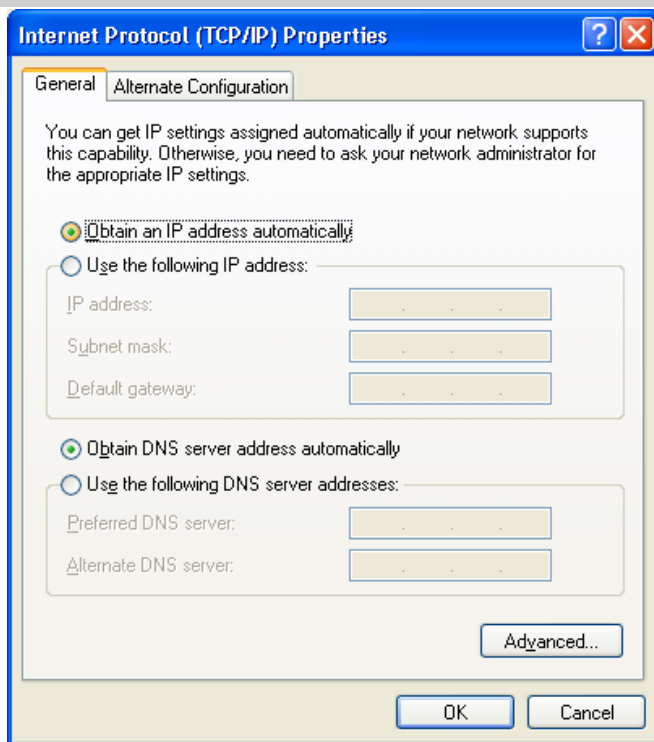 Internet Protocol (TCP/IP) Properties
General
Alternate Configuration
You can get IP settings assigned automatically if your network supports
this capability. Otherwise, you need to ask your network administrator for
the appropriate IP settings.
Obtain an IP address automatically
Use the following IP address:
IP address:
Subnet mask:
Default gateway:
Obtain DNS server address automatically
Use the following DNS server addresses:
Preferred DNS server:
Alternate DNS server:
Advanced...
OK
Cancel